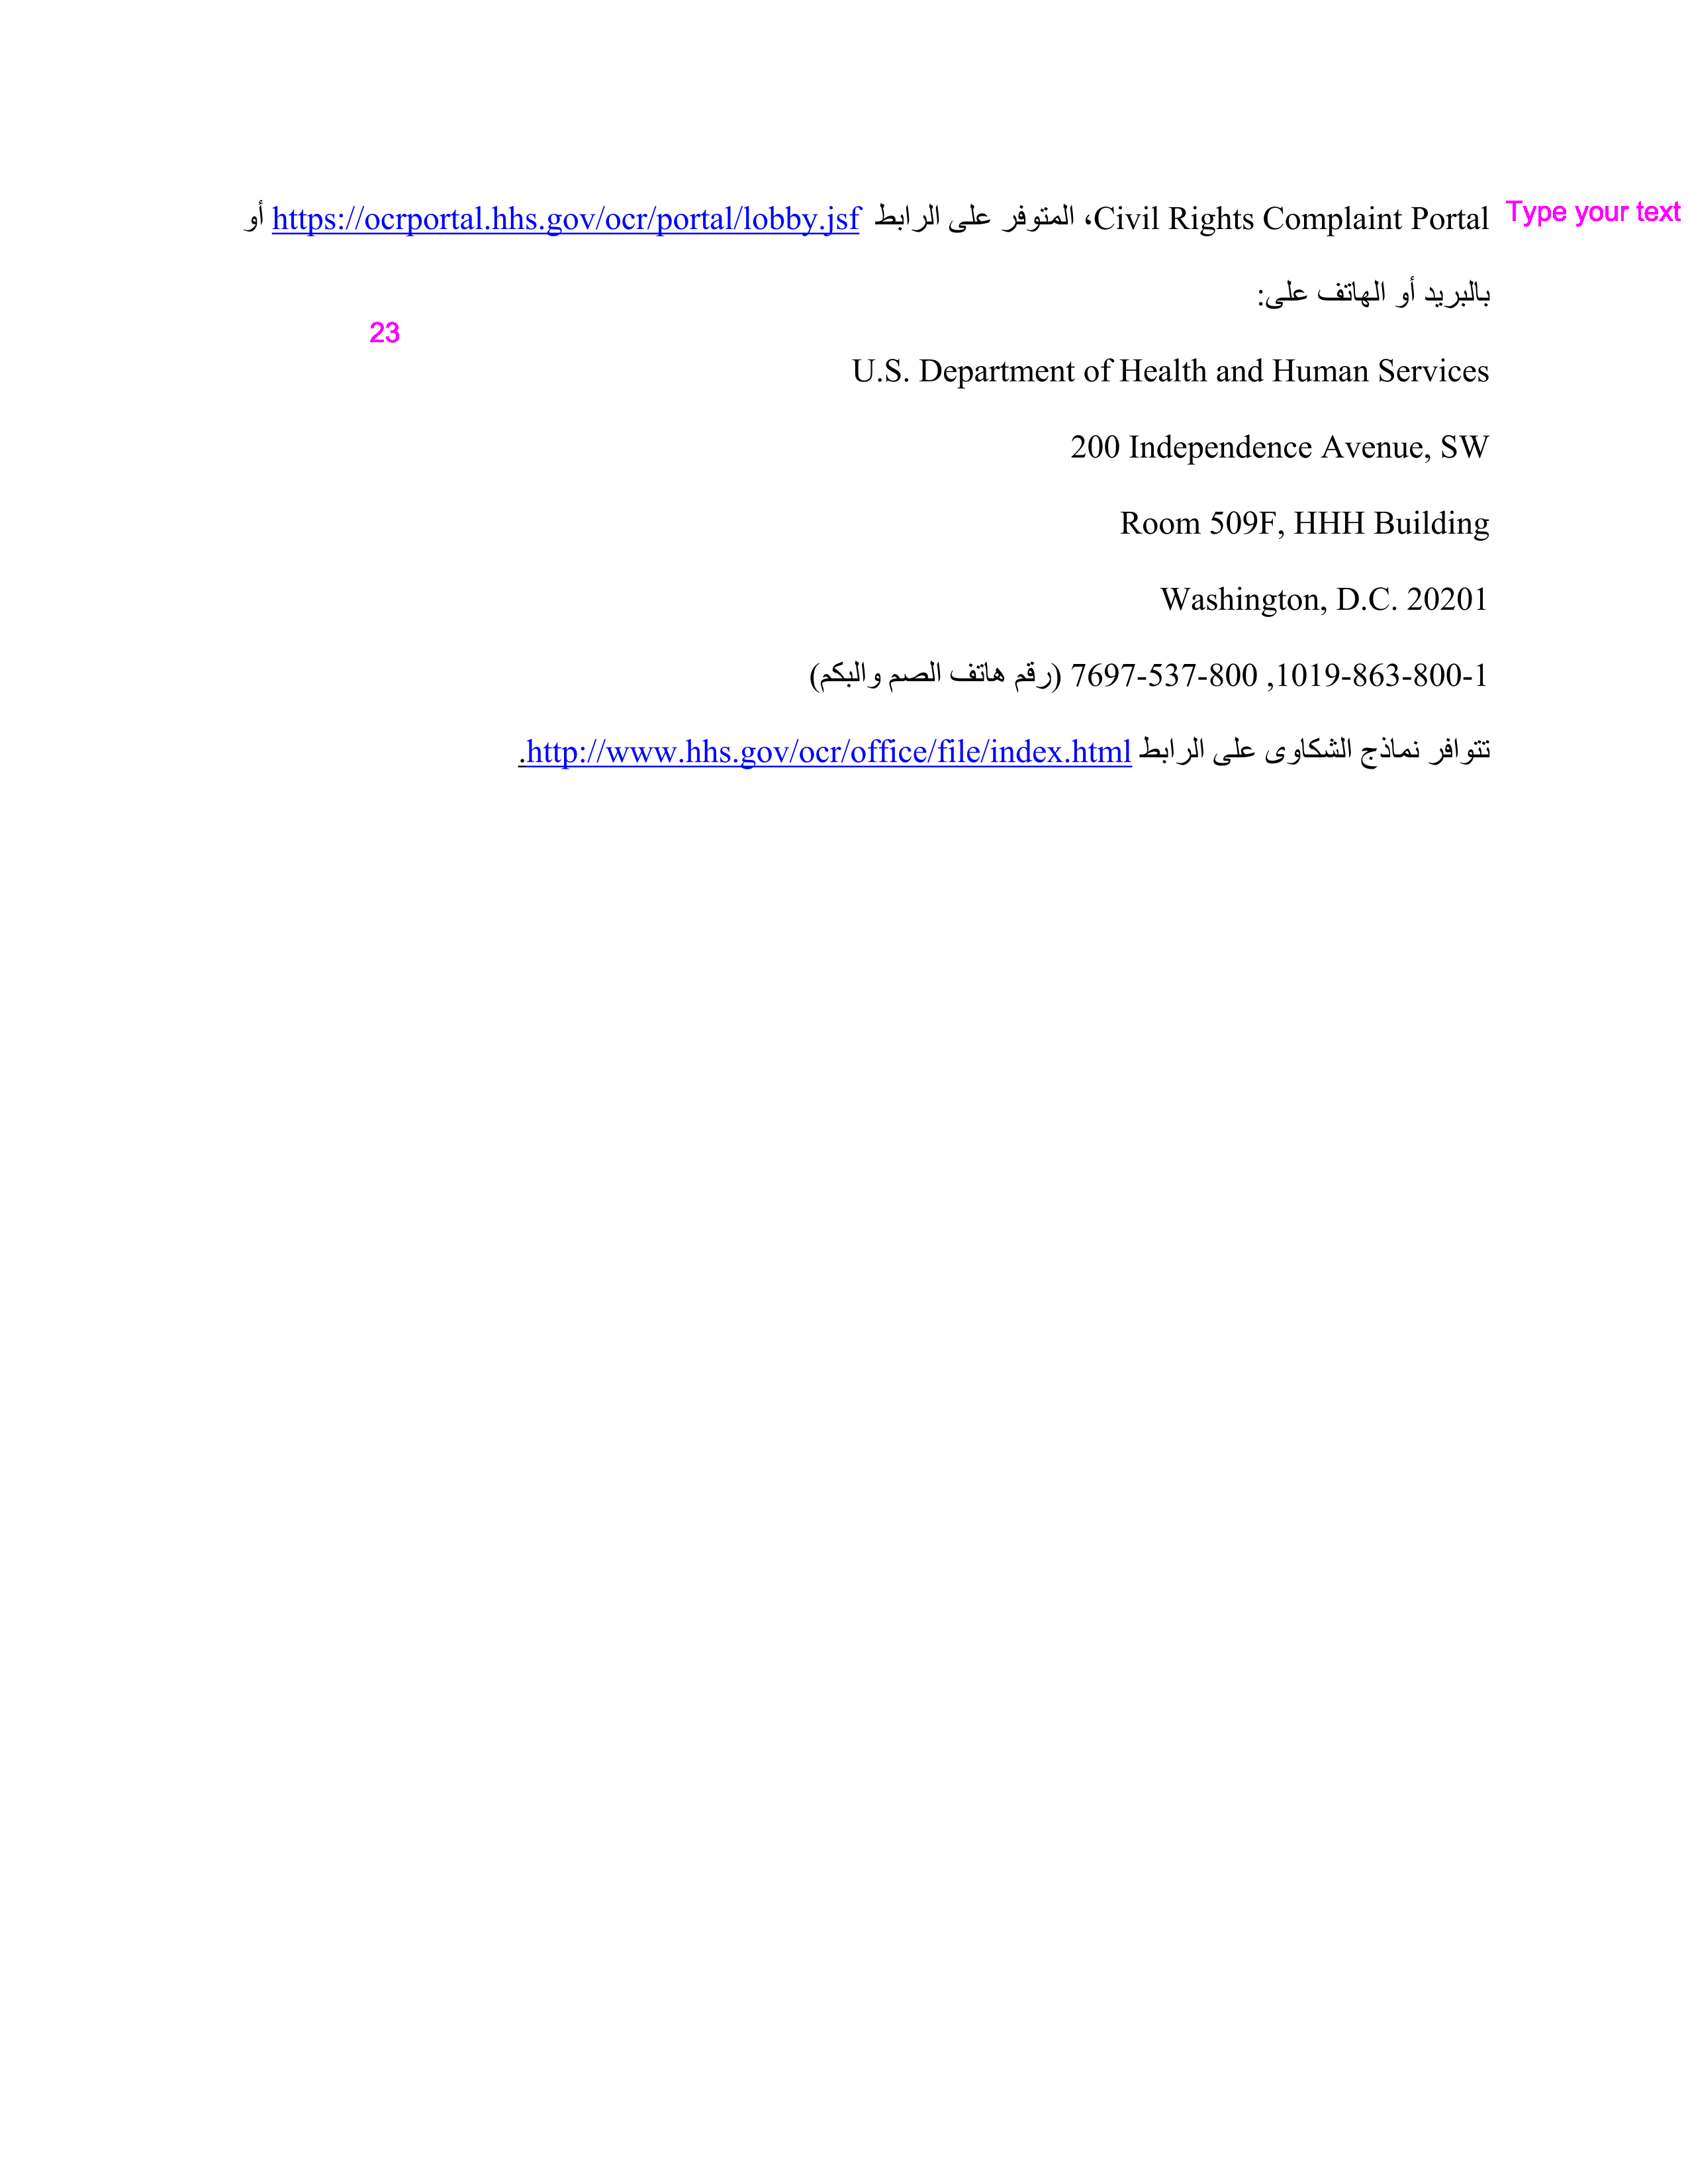 Type your text
Civil Rights Complaint Portal، المتوفر على الرابط https://ocrportal.hhs.gov/ocr/portal/lobby.jsf أو
بالبريد أو الهاتف على:
23
U.S. Department of Health and Human Services
200 Independence Avenue, SW
Room 509F, HHH Building
Washington, D.C. 20201
1019-863-800-1, 7697-537-800 (رقم هاتف الصم والبكم)
تتوافر نماذج الشكاوى على الرابط http://www.hhs.gov/ocr/office/file/index.html.